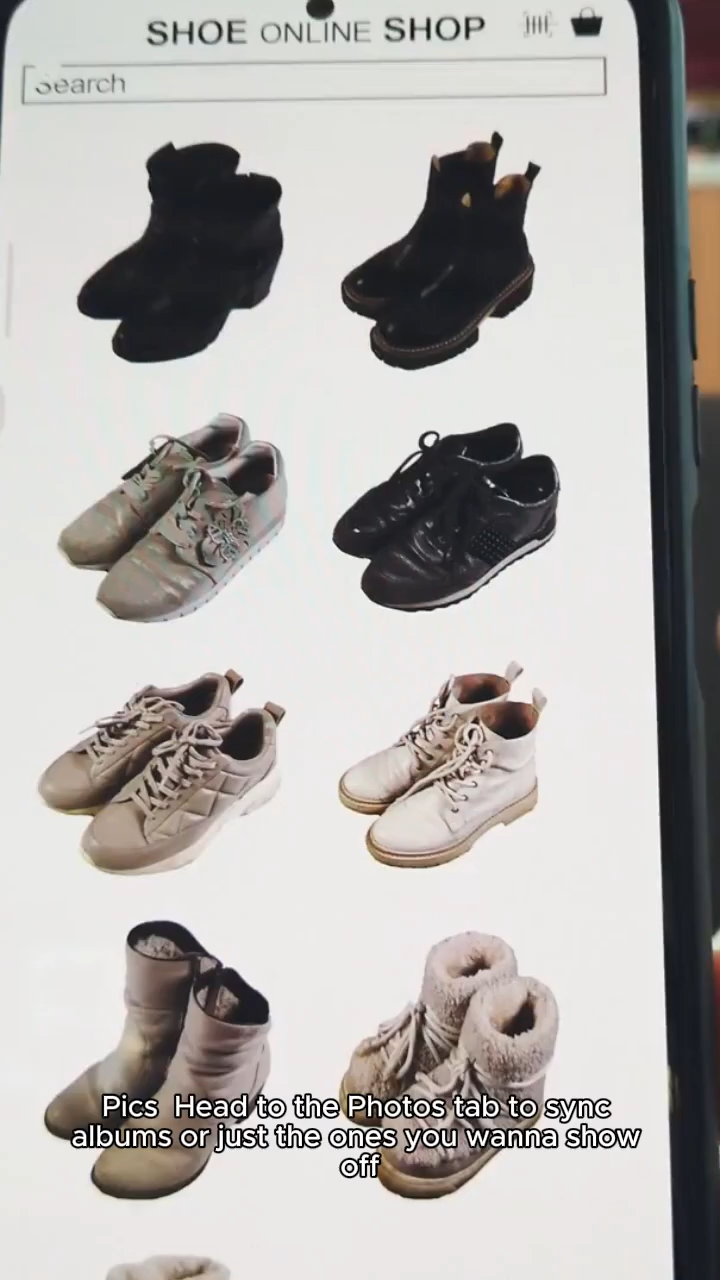 SHOE ONLINE SHOP
Search
Pics Head to the Photos tab to sync
albums or just the ones you wanna show
off